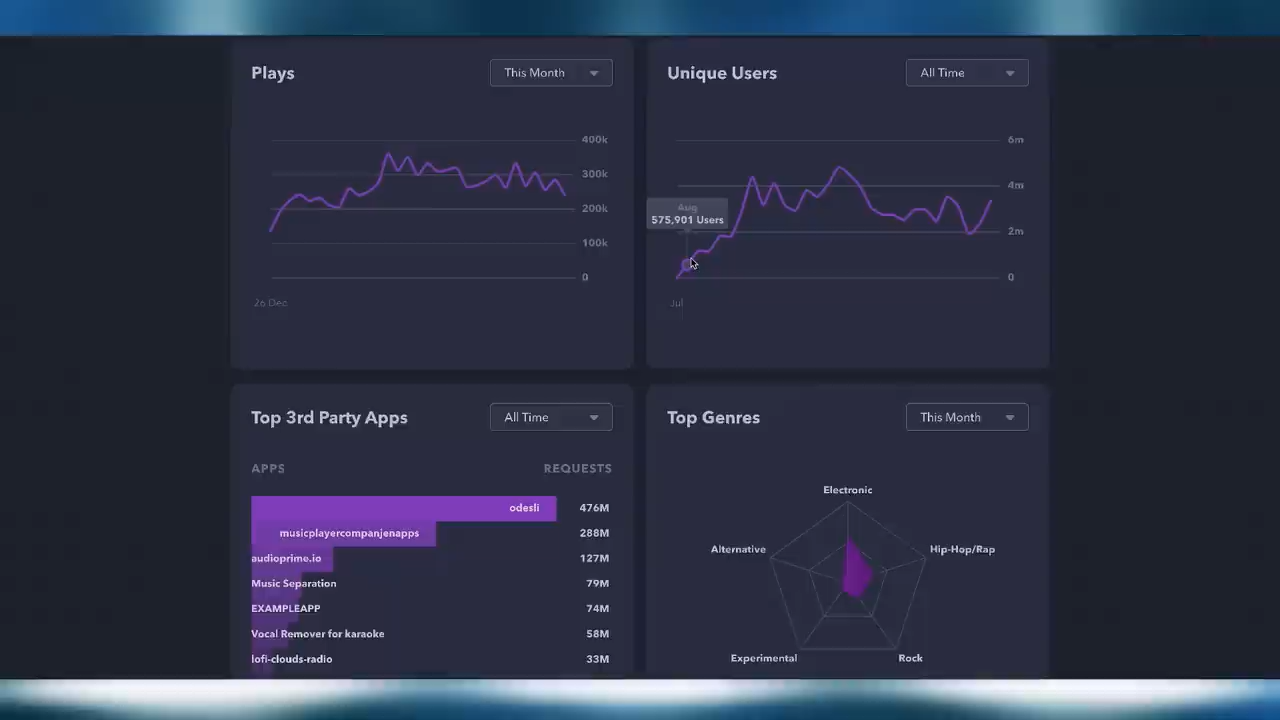 Plays
This Month
400k
300k
200k
100k
0
26 Dec
Unique Users
All Time
6m
4m
2m
0
Aug
575,901 Users
Jul
Top 3rd Party Apps
All Time
APPS REQUESTS
odesli 476M
musicplayercompanjenapps 288M
audioprime.io 127M
Music Separation 79M
EXAMPLEAPP 74M
Vocal Remover for karaoke 58M
lofi-clouds-radio 33M
Top Genres
This Month
Electronic
Alternative
Hip-Hop/Rap
Experimental
Rock